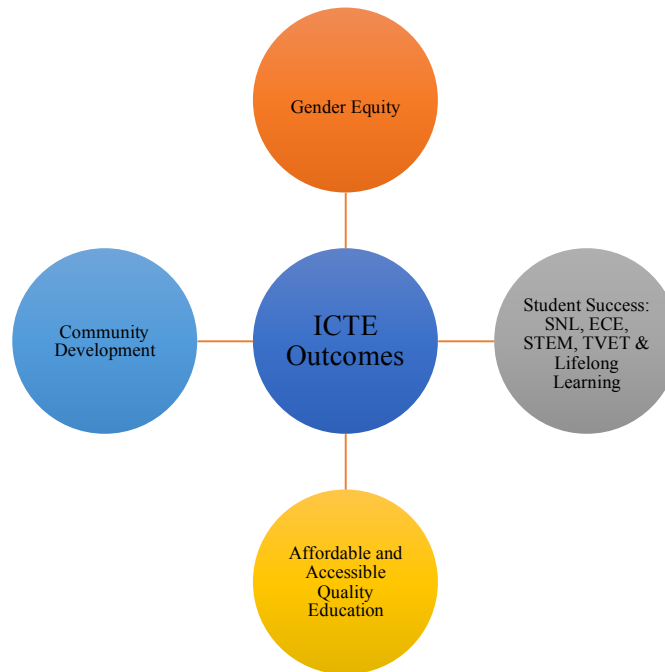 Gender Equity
Community
Development
ICTE
Outcomes
Student Success:
SNL, ECE,
STEM, TVET &
Lifelong
Learning
Affordable and
Accessible
Quality
Education